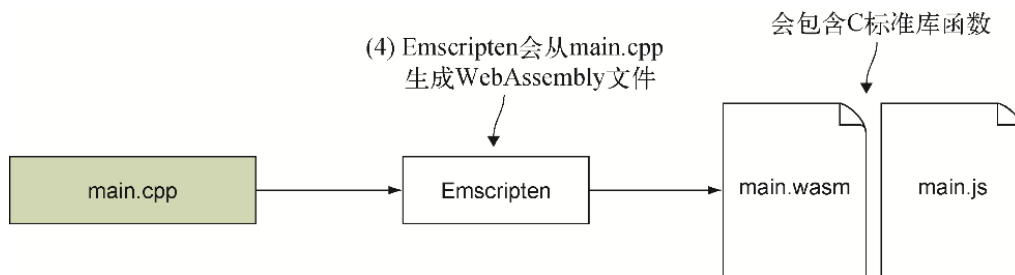 会包含C标准库函数
(4) Emscripten会从main.cpp
生成WebAssembly文件
main.cpp
Emscripten
main.wasm
main.js